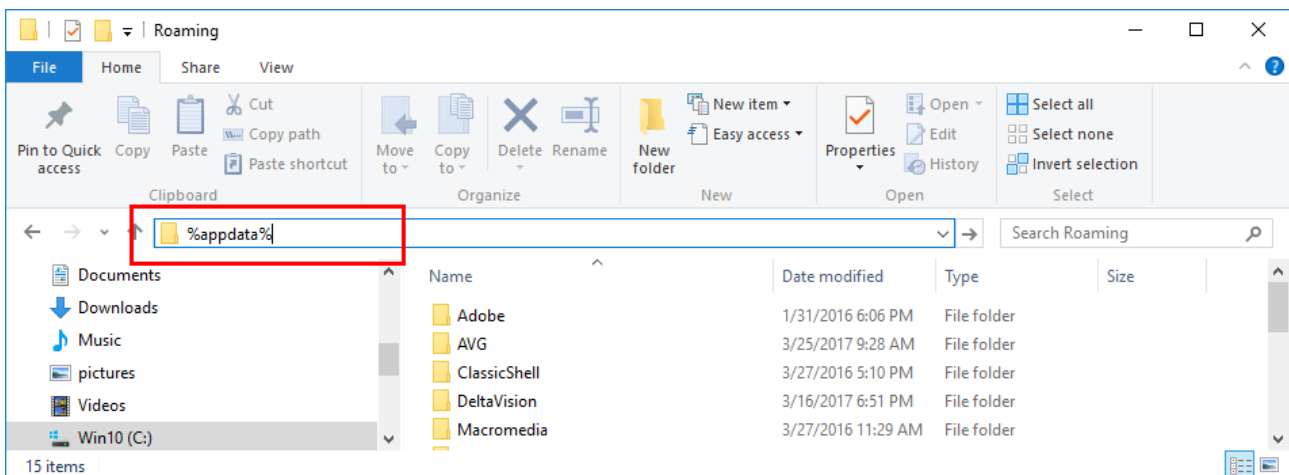 Roaming
File Home Share View
Pin to Quick access
Copy
Paste
Cut
Copy path
Paste shortcut
Clipboard
Move to
Copy to
Delete
Rename
Organize
New folder
New item
Easy access
New
Properties
Open
Edit
History
Open
Select all
Select none
Invert selection
Select
%appdata%
Search Roaming
Documents
Downloads
Music
pictures
Videos
Win10 (C:)
Name Date modified Type Size
Adobe 1/31/2016 6:06 PM File folder
AVG 3/25/2017 9:28 AM File folder
ClassicShell 3/27/2016 5:10 PM File folder
DeltaVision 3/16/2017 6:51 PM File folder
Macromedia 3/27/2016 11:29 AM File folder
15 items